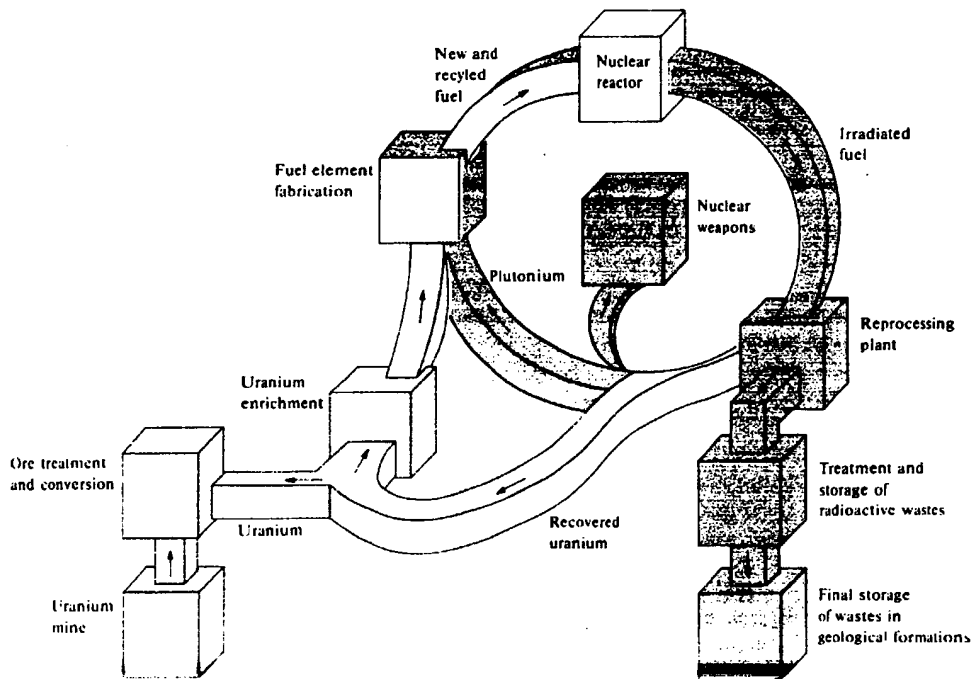 New and
recyled
fuel
Nuclear
reactor
Irradiated
fuel
Fuel element
fabrication
Nuclear
weapons
Plutonium
Reprocessing
plant
Uranium
enrichment
Ore treatment
and conversion
Treatment and
storage of
radioactive wastes
Uranium
Recovered
uranium
Uranium
mine
Final storage
of wastes in
geological formations